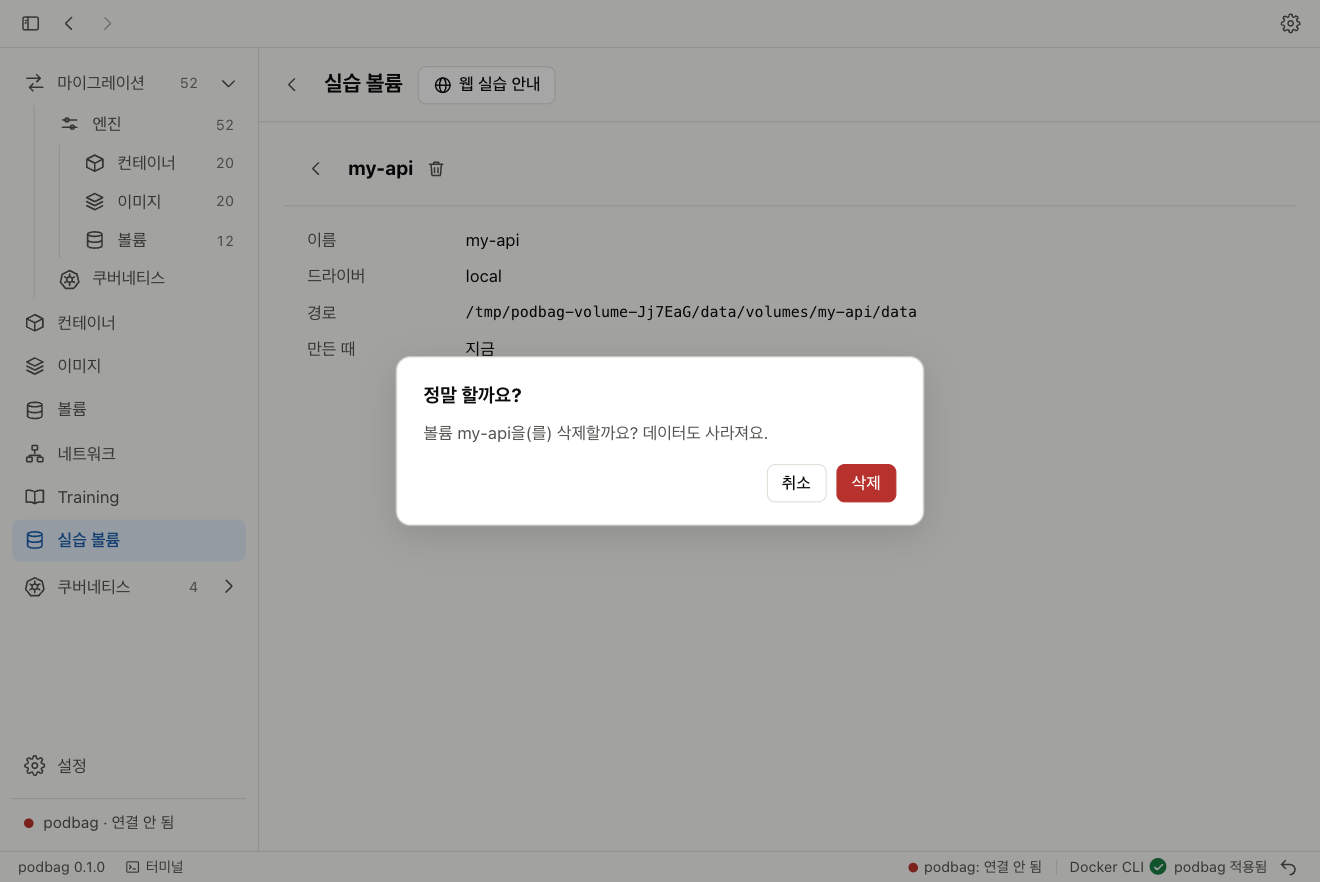 마이그레이션 52
엔진 52
컨테이너 20
이미지 20
볼륨 12
쿠버네티스
컨테이너
이미지
볼륨
네트워크
Training
실습 볼륨
쿠버네티스 4
설정
podbag · 연결 안 됨
실습 볼륨 웹 실습 안내
my-api
이름 my-api
드라이버 local
경로 /tmp/podbag-volume-Jj7EaG/data/volumes/my-api/data
만든 때 지금
정말 할까요?
볼륨 my-api을(를) 삭제할까요? 데이터도 사라져요.
취소 삭제
podbag 0.1.0 터미널 podbag: 연결 안 됨 Docker CLI podbag 적용됨